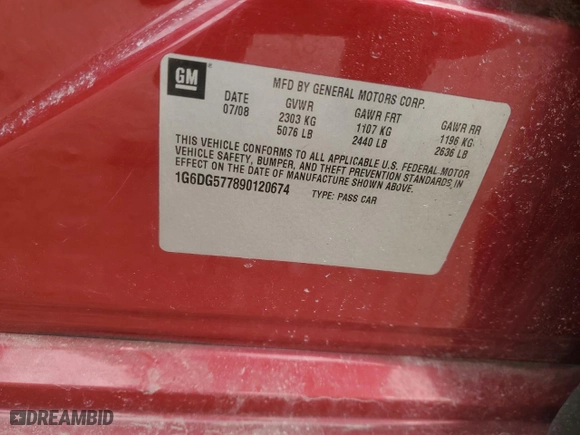 GM
MFD BY GENERAL MOTORS CORP.
DATE GVWR GAWR FRT GAWR RR
07/08 2303 KG 1107 KG 1196 KG
5076 LB 2440 LB 2636 LB
THIS VEHICLE CONFORMS TO ALL APPLICABLE U.S. FEDERAL MOTOR
VEHICLE SAFETY, BUMPER, AND THEFT PREVENTION STANDARDS IN
EFFECT ON THE DATE OF MANUFACTURE SHOWN ABOVE.
1G6DG577890120674 TYPE: PASS CAR
DREAMBID